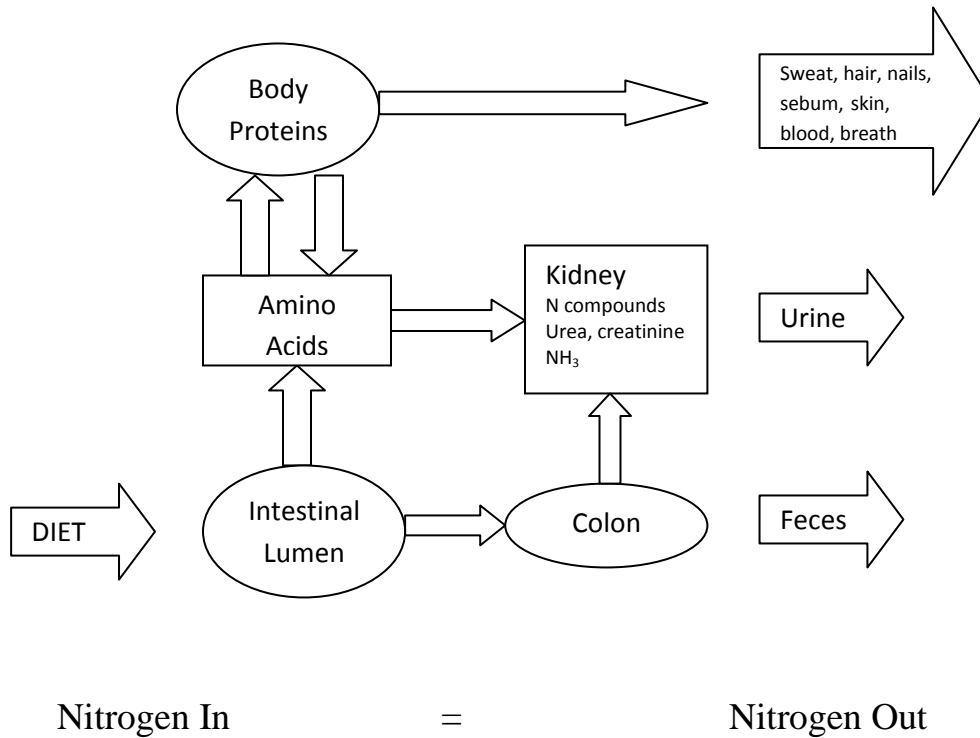 Body
Proteins
Sweat, hair, nails,
sebum, skin,
blood, breath
Amino
Acids
Kidney
N compounds
Urea, creatinine
NH₃
Urine
DIET
Intestinal
Lumen
Colon
Feces
Nitrogen In = Nitrogen Out